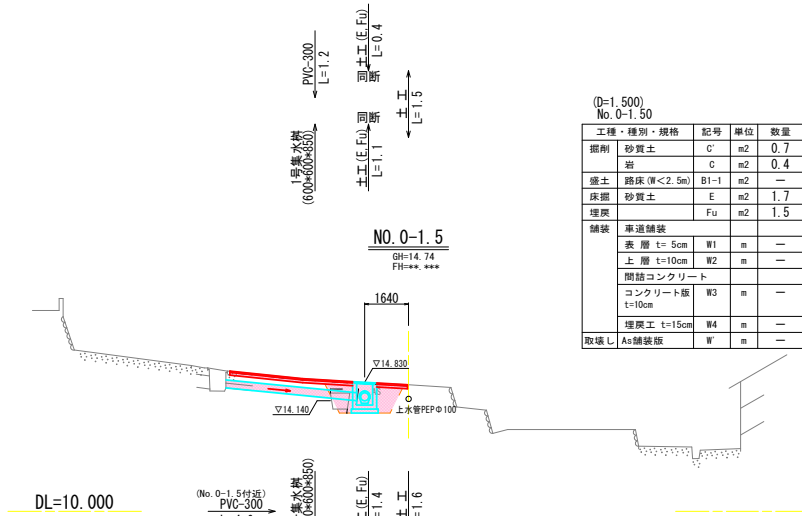 PVC-300
L=1.2
土工(E,Fu)
L=0.4
同断
1号集水桝
(600*600*850)
土工(E,Fu)
L=1.1
同断
土工
L=1.5
NO.0-1.5
GH=14.74
FH=**.***
1640
▽14.830
▽14.140
上水管PEPΦ100
(D=1.500)
No.0-1.50
工種・種別・規格 記号 単位 数量
掘削 砂質土 C' m2 0.7
岩 C m2 0.4
盛土 路床(W<2.5m) B1-1 m2 —
床掘 砂質土 E m2 1.7
埋戻 Fu m2 1.5
舗装 車道舗装
表 層 t= 5cm W1 m —
上 層 t=10cm W2 m —
間詰コンクリート
コンクリート版 W3 m —
t=10cm
埋戻工 t=15cm W4 m —
取壊し As舗装版 W' m —
DL=10.000
(No.0-1.5付近)
PVC-300
集水桝
*600*850)
(E,Fu)
=1.4
土工
=1.6